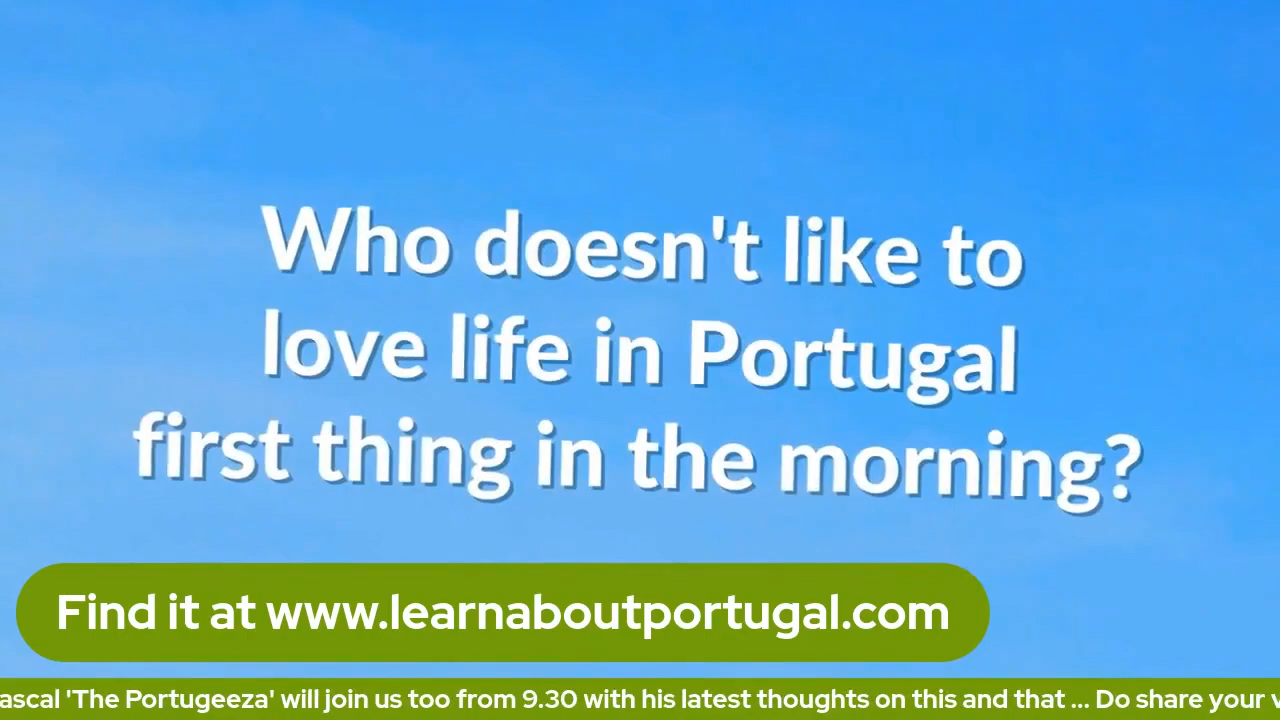 Who doesn't like to
love life in Portugal
first thing in the morning?
Find it at www.learnaboutportugal.com
ascal 'The Portugeeza' will join us too from 9.30 with his latest thoughts on this and that ... Do share your